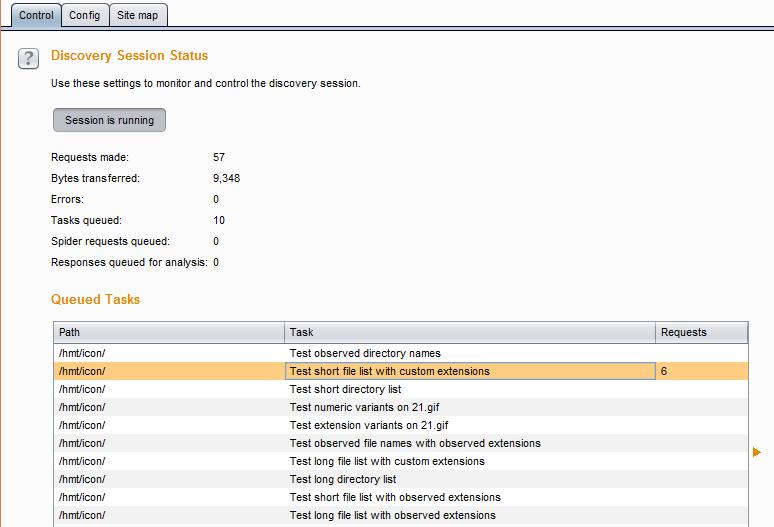 Control Config Site map
?
Discovery Session Status
Use these settings to monitor and control the discovery session.
Session is running
Requests made: 57
Bytes transferred: 9,348
Errors: 0
Tasks queued: 10
Spider requests queued: 0
Responses queued for analysis: 0
Queued Tasks
Path Task Requests
/hmt/icon/ Test observed directory names
/hmt/icon/ Test short file list with custom extensions 6
/hmt/icon/ Test short directory list
/hmt/icon/ Test numeric variants on 21.gif
/hmt/icon/ Test extension variants on 21.gif
/hmt/icon/ Test observed file names with observed extensions
/hmt/icon/ Test long file list with custom extensions
/hmt/icon/ Test long directory list
/hmt/icon/ Test short file list with observed extensions
/hmt/icon/ Test long file list with observed extensions